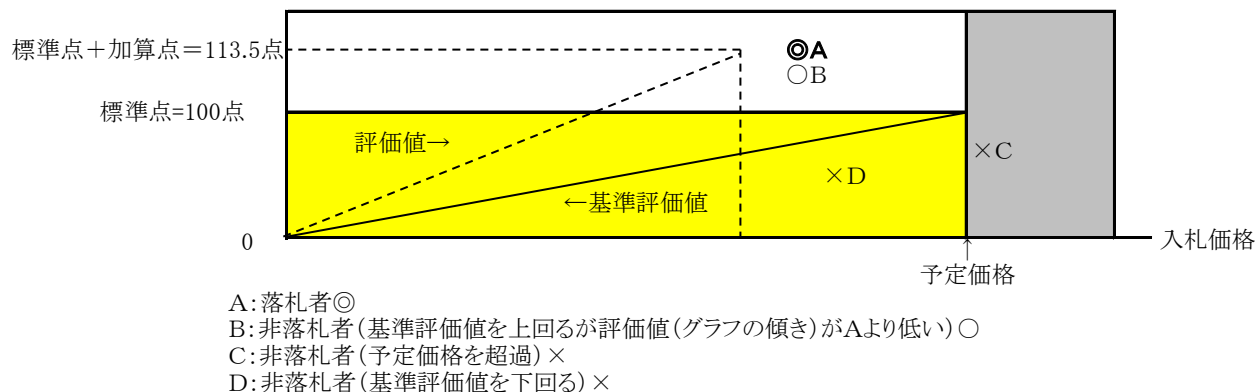 標準点＋加算点＝113.5点
◎A
○B
標準点=100点
評価値→
×C
×D
←基準評価値
0
入札価格
↑
予定価格
A：落札者◎
B：非落札者（基準評価値を上回るが評価値（グラフの傾き）がAより低い）○
C：非落札者（予定価格を超過）×
D：非落札者（基準評価値を下回る）×